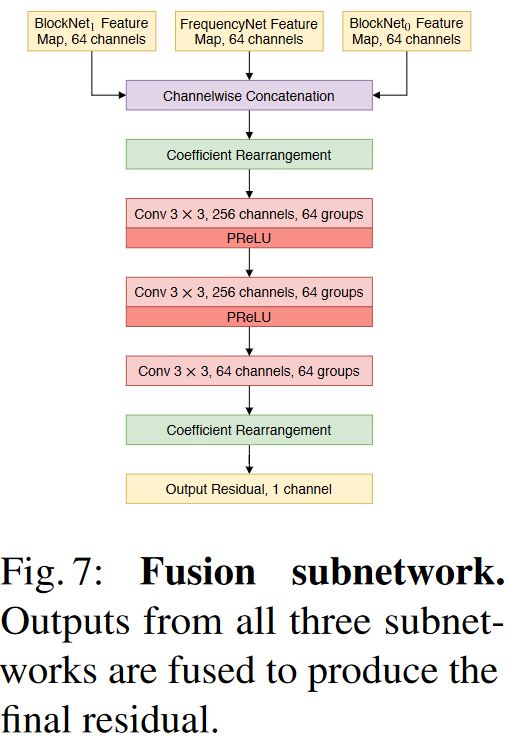 BlockNet₁ Feature
Map, 64 channels
FrequencyNet Feature
Map, 64 channels
BlockNet₀ Feature
Map, 64 channels
Channelwise Concatenation
Coefficient Rearrangement
Conv 3 × 3, 256 channels, 64 groups
PReLU
Conv 3 × 3, 256 channels, 64 groups
PReLU
Conv 3 × 3, 64 channels, 64 groups
Coefficient Rearrangement
Output Residual, 1 channel
Fig. 7: Fusion subnetwork.
Outputs from all three subnet-
works are fused to produce the
final residual.